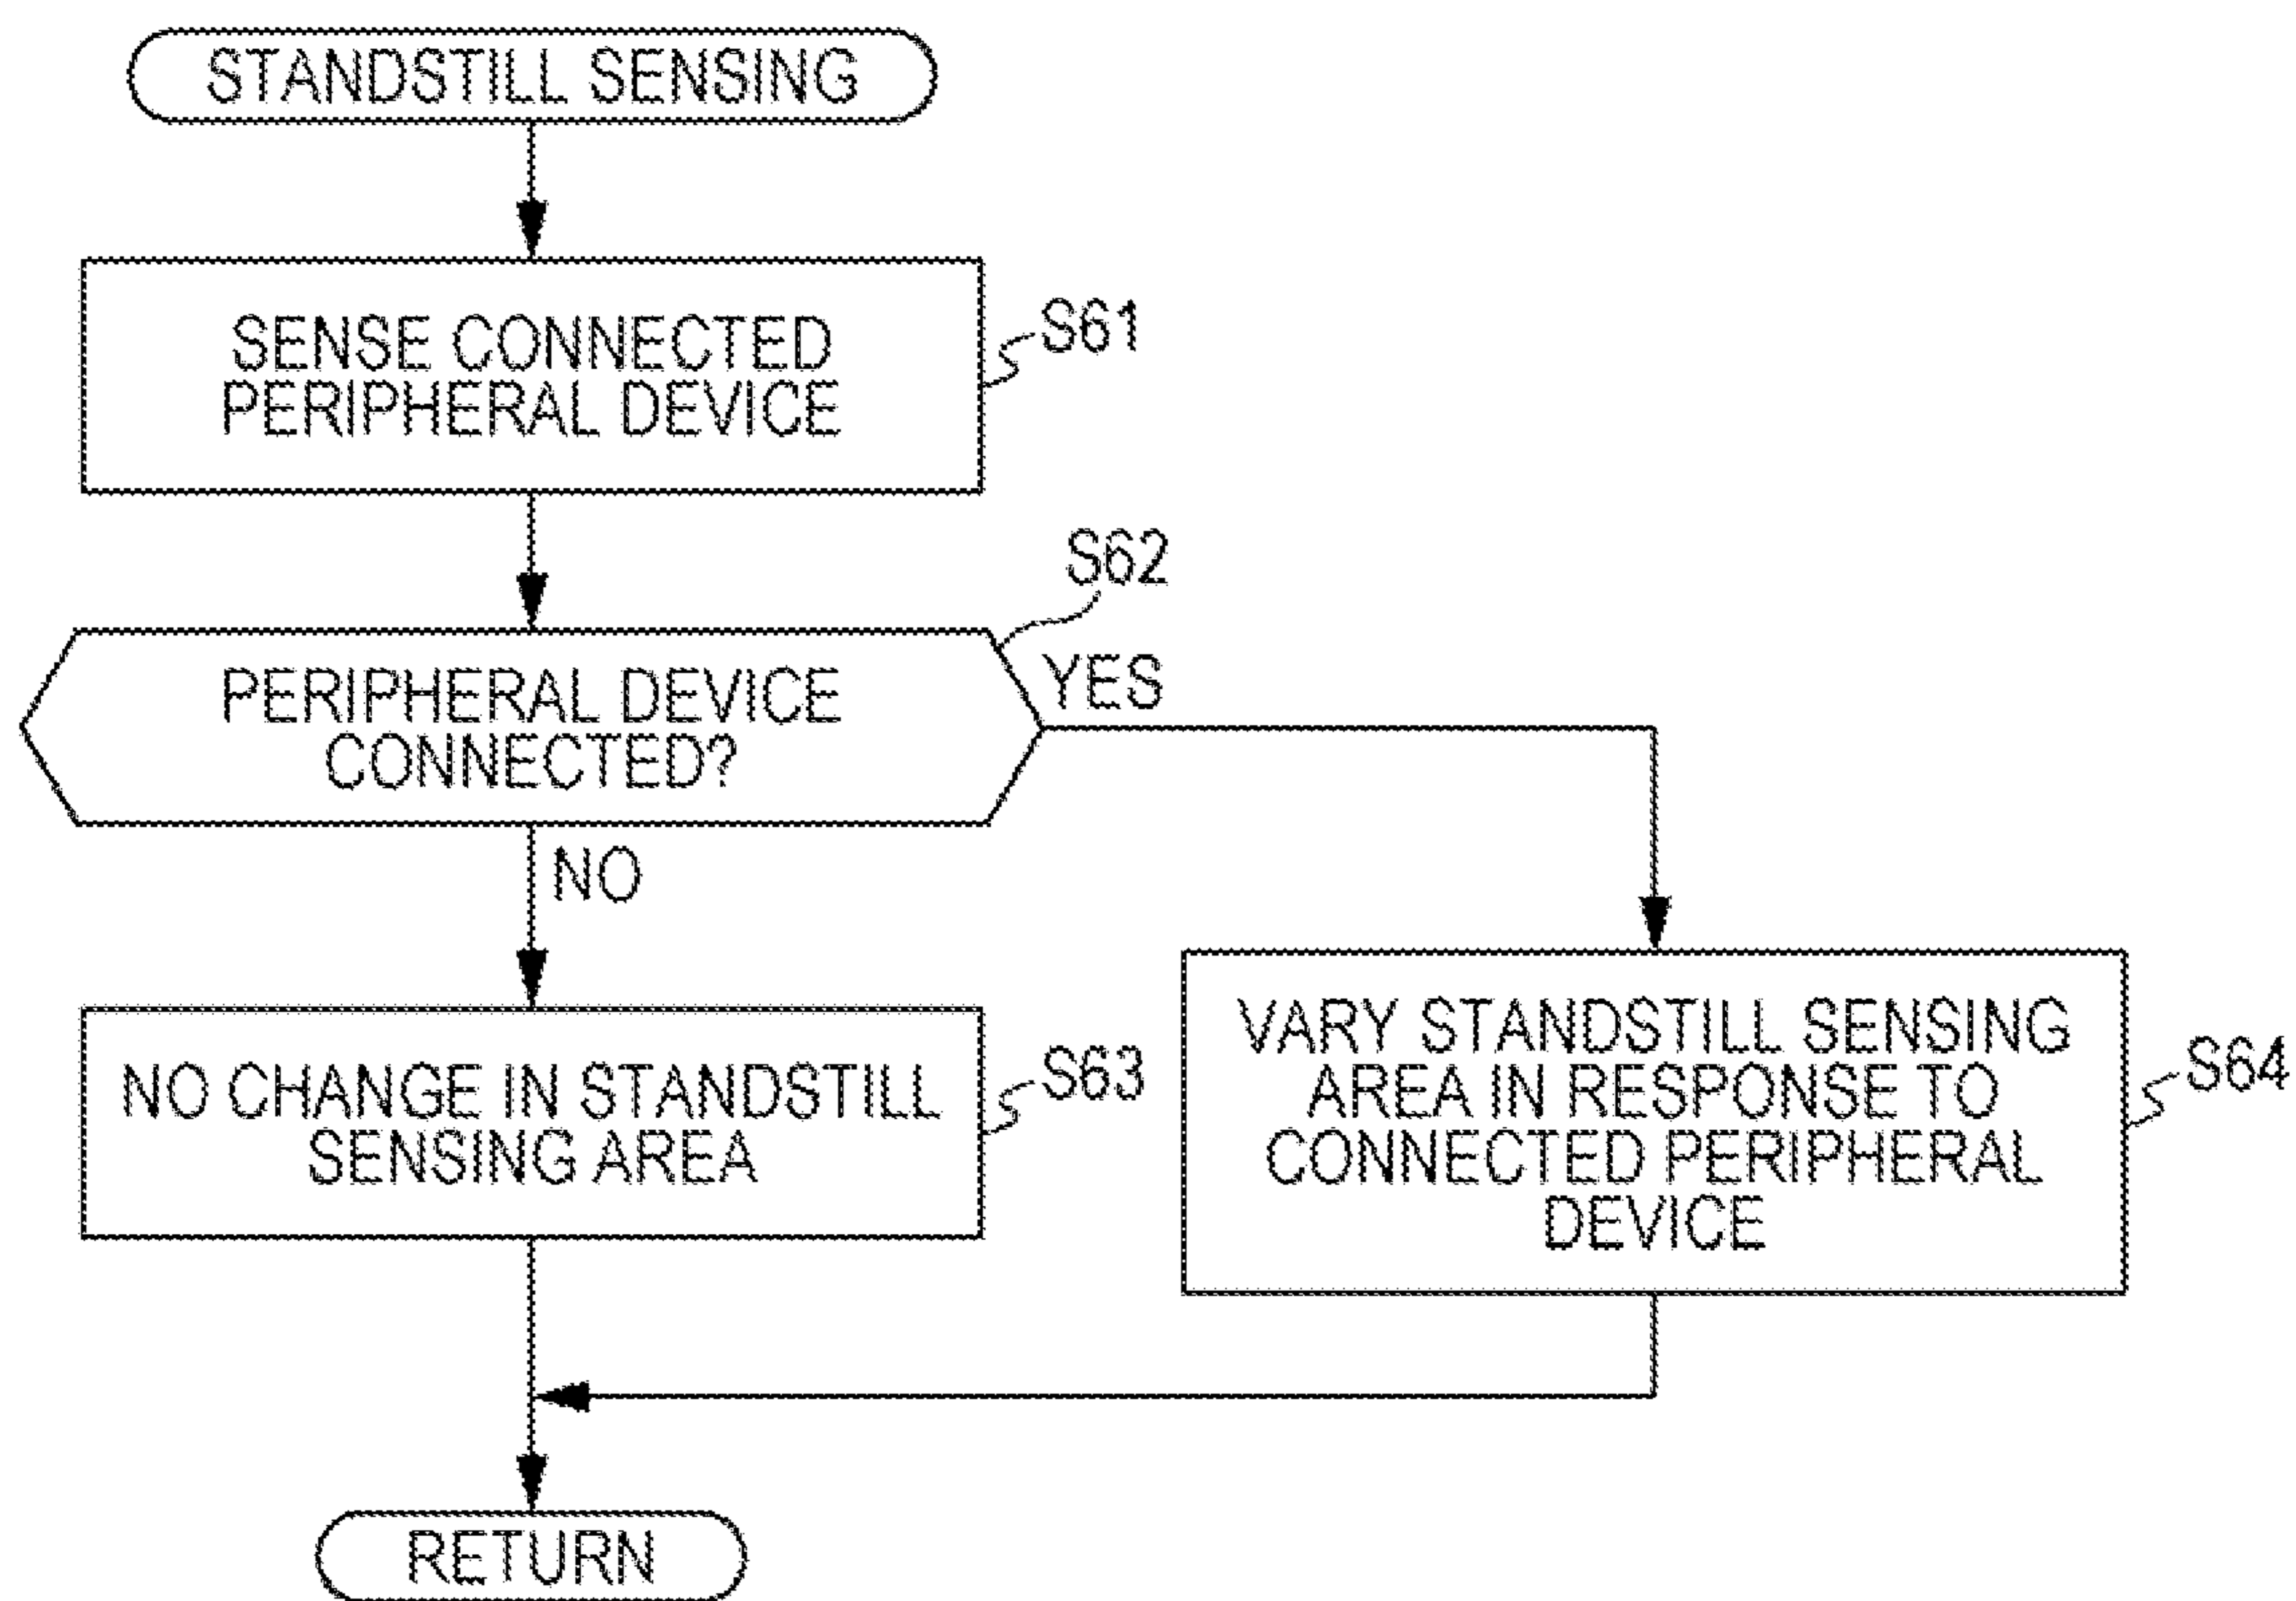 STANDSTILL SENSING
SENSE CONNECTED
PERIPHERAL DEVICE
S61
S62
PERIPHERAL DEVICE
CONNECTED?
YES
NO
NO CHANGE IN STANDSTILL
SENSING AREA
S63
VARY STANDSTILL SENSING
AREA IN RESPONSE TO
CONNECTED PERIPHERAL
DEVICE
S64
RETURN